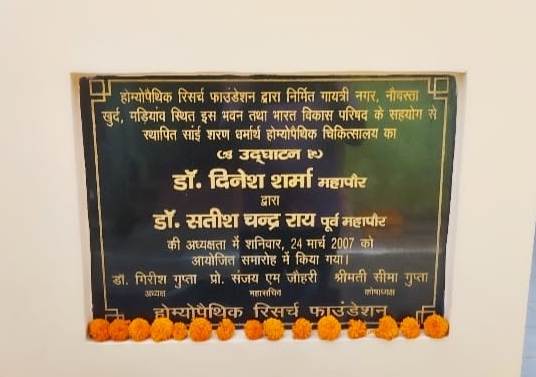 होम्योपैथिक रिसर्च फाउंडेशन द्वारा निर्मित गायत्री नगर, नौबस्ता
खुर्द, मड़ियांव स्थित इस भवन तथा भारत विकास परिषद के सहयोग से
स्थापित सांई शरण धर्मार्थ होम्योपैथिक चिकित्सालय का
उद्घाटन
डॉ. दिनेश शर्मा महापौर
द्वारा
डॉ. सतीश चन्द्र राय पूर्व महापौर
की अध्यक्षता में शनिवार, 24 मार्च 2007 को
आयोजित समारोह में किया गया।
डॉ. गिरीश गुप्ता प्रो. संजय एम जौहरी श्रीमती सीमा गुप्ता
अध्यक्ष महासचिव कोषाध्यक्ष
होम्योपैथिक रिसर्च फाउंडेशन